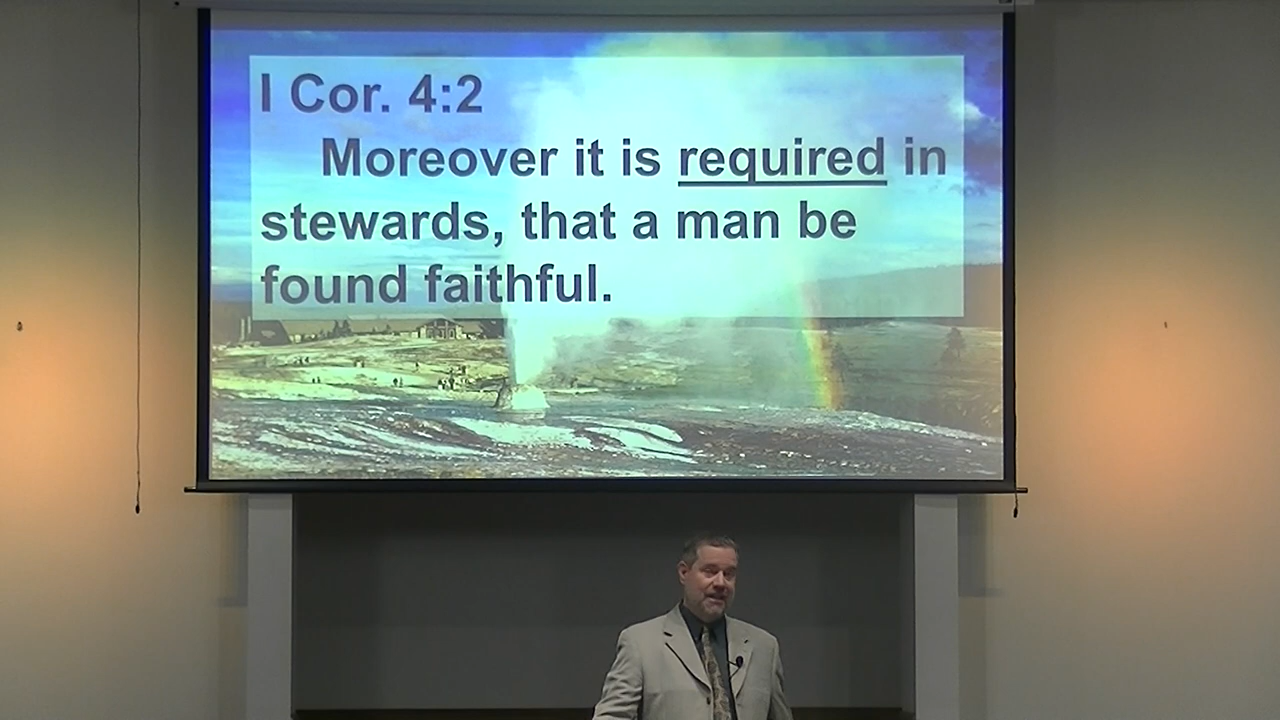 I Cor. 4:2
Moreover it is required in
stewards, that a man be
found faithful.